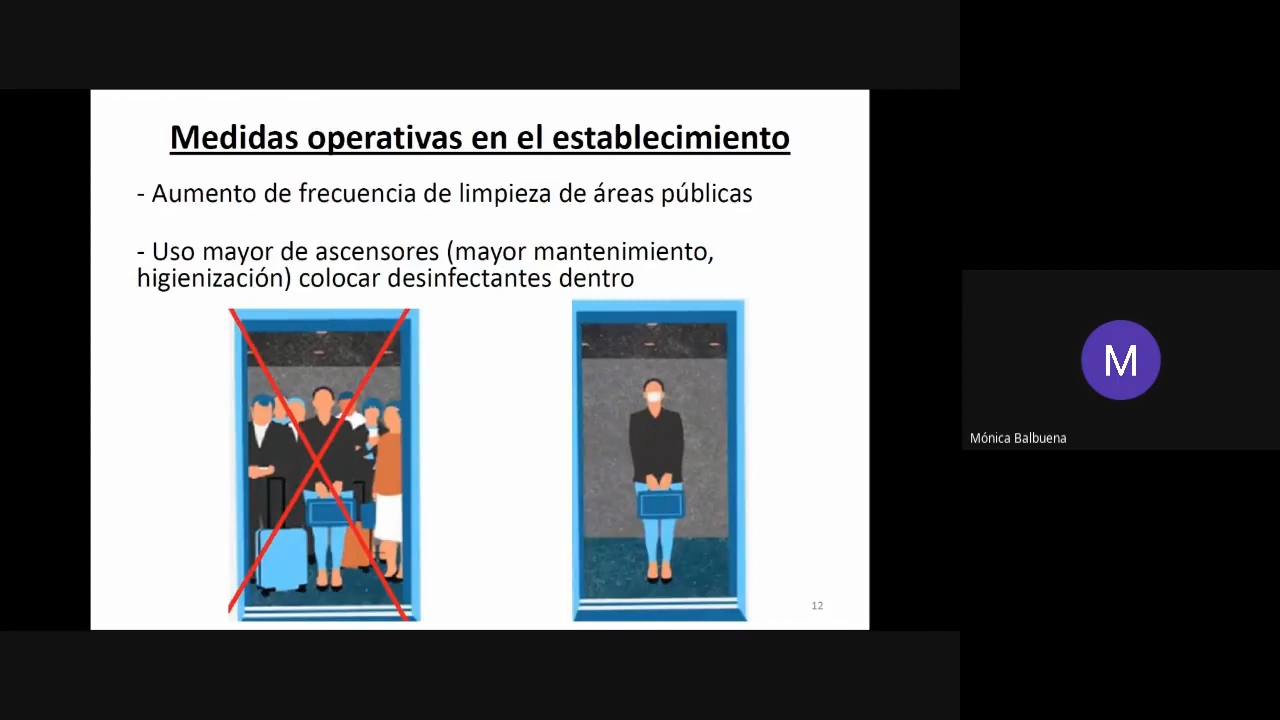 Medidas operativas en el establecimiento
- Aumento de frecuencia de limpieza de áreas públicas
- Uso mayor de ascensores (mayor mantenimiento,
higienización) colocar desinfectantes dentro
12
M
Mónica Balbuena